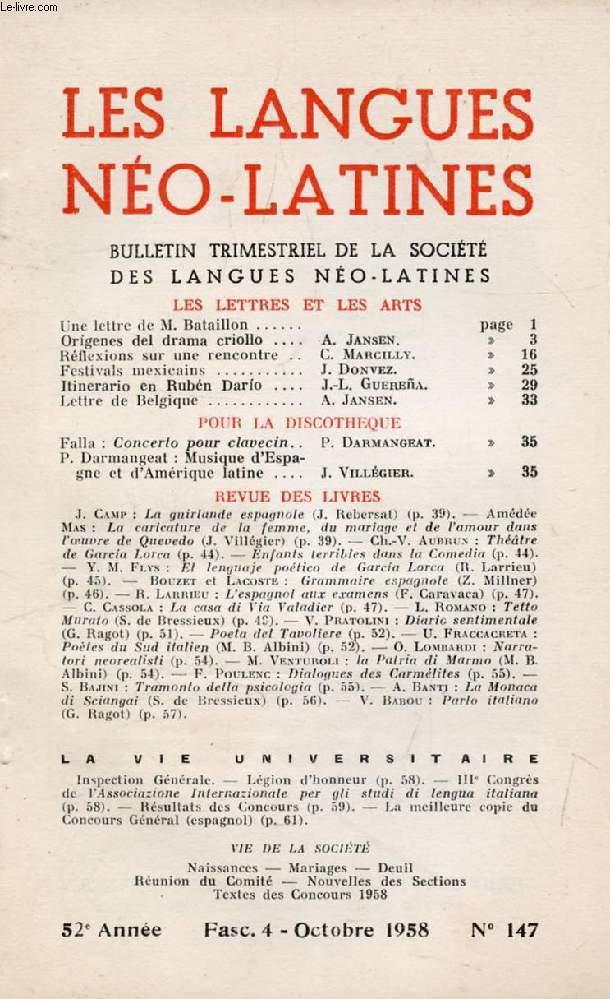 Le-livre.com
LES LANGUES
NÉO-LATINES
BULLETIN TRIMESTRIEL DE LA SOCIÉTÉ
DES LANGUES NÉO-LATINES
LES LETTRES ET LES ARTS
Une lettre de M. Bataillon ...... page 1
Orígenes del drama criollo .... A. JANSEN. » 3
Réflexions sur une rencontre .. C. MARCILLY. » 16
Festivals mexicains ........... J. DONVEZ. » 25
Itinerario en Rubén Darío .... J.-L. GUEREÑA. » 29
Lettre de Belgique ............ A. JANSEN. » 33
POUR LA DISCOTHEQUE
Falla : Concerto pour clavecin.. P. DARMANGEAT. » 35
P. Darmangeat : Musique d'Espa-
gne et d'Amérique latine .... J. VILLÉGIER. » 35
REVUE DES LIVRES
J. CAMP : La guirlande espagnole (J. Rebersat) (p. 39). — Amédée
MAS : La caricature de la femme, du mariage et de l'amour dans
l'œuvre de Quevedo (J. Villégier) (p. 39). — Ch.-V. AUBRUN : Théâtre
de García Lorca (p. 44). — Enfants terribles dans la Comedia (p. 44).
— Y. M. FLYS : El lenguaje poético de García Lorca (R. Larrieu)
(p. 45). — BOUZET et LACOSTE : Grammaire espagnole (Z. Millner)
(p. 46). — R. LARRIEU : L'espagnol aux examens (F. Caravaca) (p. 47).
— C. CASSOLA : La casa di Via Valadier (p. 47). — L. ROMANO : Tetto
Murato (S. de Bressieux) (p. 48). — V. PRATOLINI : Diario sentimentale
(G. Ragot) (p. 51). — Poeta del Tavoliere (p. 52). — U. FRACCACRETA :
Poètes du Sud italien (M. B. Albini) (p. 52). — O. LOMBARDI : Narra-
tori neorealisti (p. 54). — M. VENTUROLI : la Patria di Marmo (M. B.
Albini) (p. 54). — F. POULENC : Dialogues des Carmélites (p. 55). —
S. BAJINI : Tramonto della psicologia (p. 55). — A. BANTI : La Monaca
di Sciangai (S. de Bressieux) (p. 56). — V. BABOU : Parlo italiano
(G. Ragot) (p. 57).
LA VIE UNIVERSITAIRE
Inspection Générale. — Légion d'honneur (p. 58). — IIIe Congrès
de l'Associazione Internazionale per gli studi di lengua italiana
(p. 58). — Résultats des Concours (p. 59). — La meilleure copie du
Concours Général (espagnol) (p. 61).
VIE DE LA SOCIÉTÉ
Naissances — Mariages — Deuil
Réunion du Comité — Nouvelles des Sections
Textes des Concours 1958
52e Année Fasc. 4 - Octobre 1958 N° 147